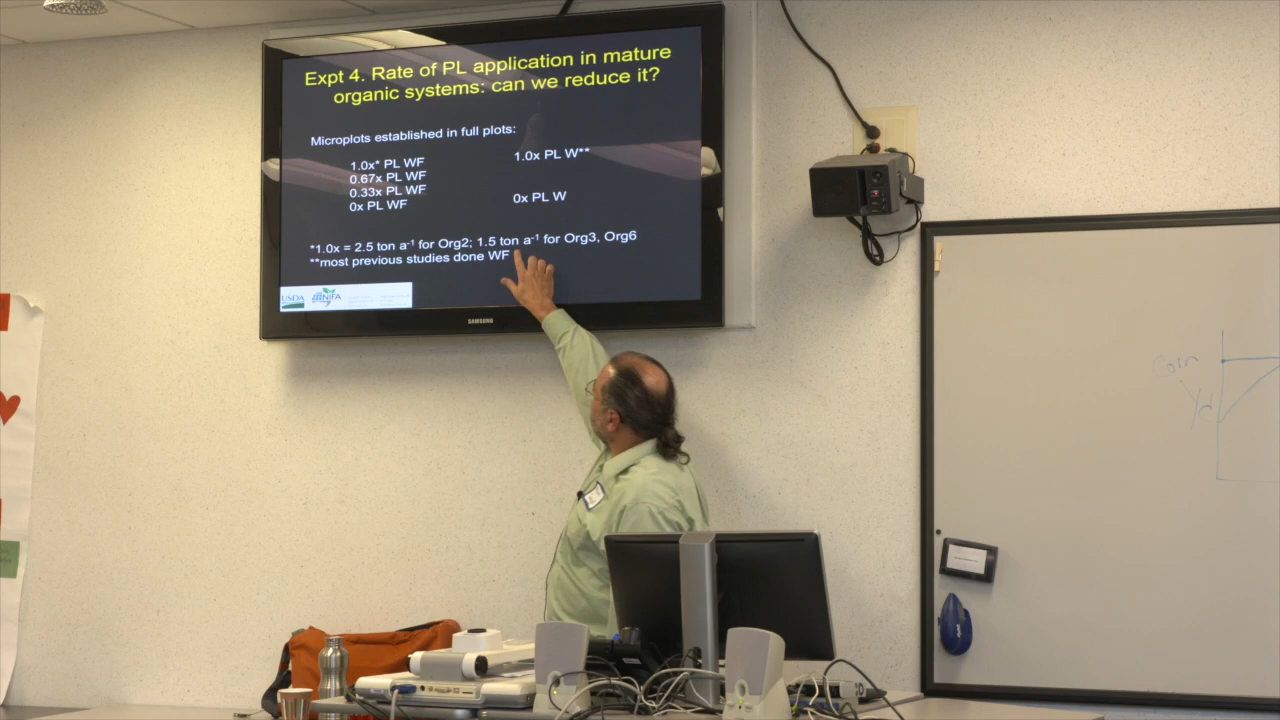 Expt 4. Rate of PL application in mature
organic systems: can we reduce it?
Microplots established in full plots:
1.0x* PL WF
0.67x PL WF
0.33x PL WF
0x PL WF
1.0x PL W**
0x PL W
*1.0x = 2.5 ton a⁻¹ for Org2; 1.5 ton a⁻¹ for Org3, Org6
**most previous studies done WF
USDA
NIFA
SAMSUNG
Corn
Yld